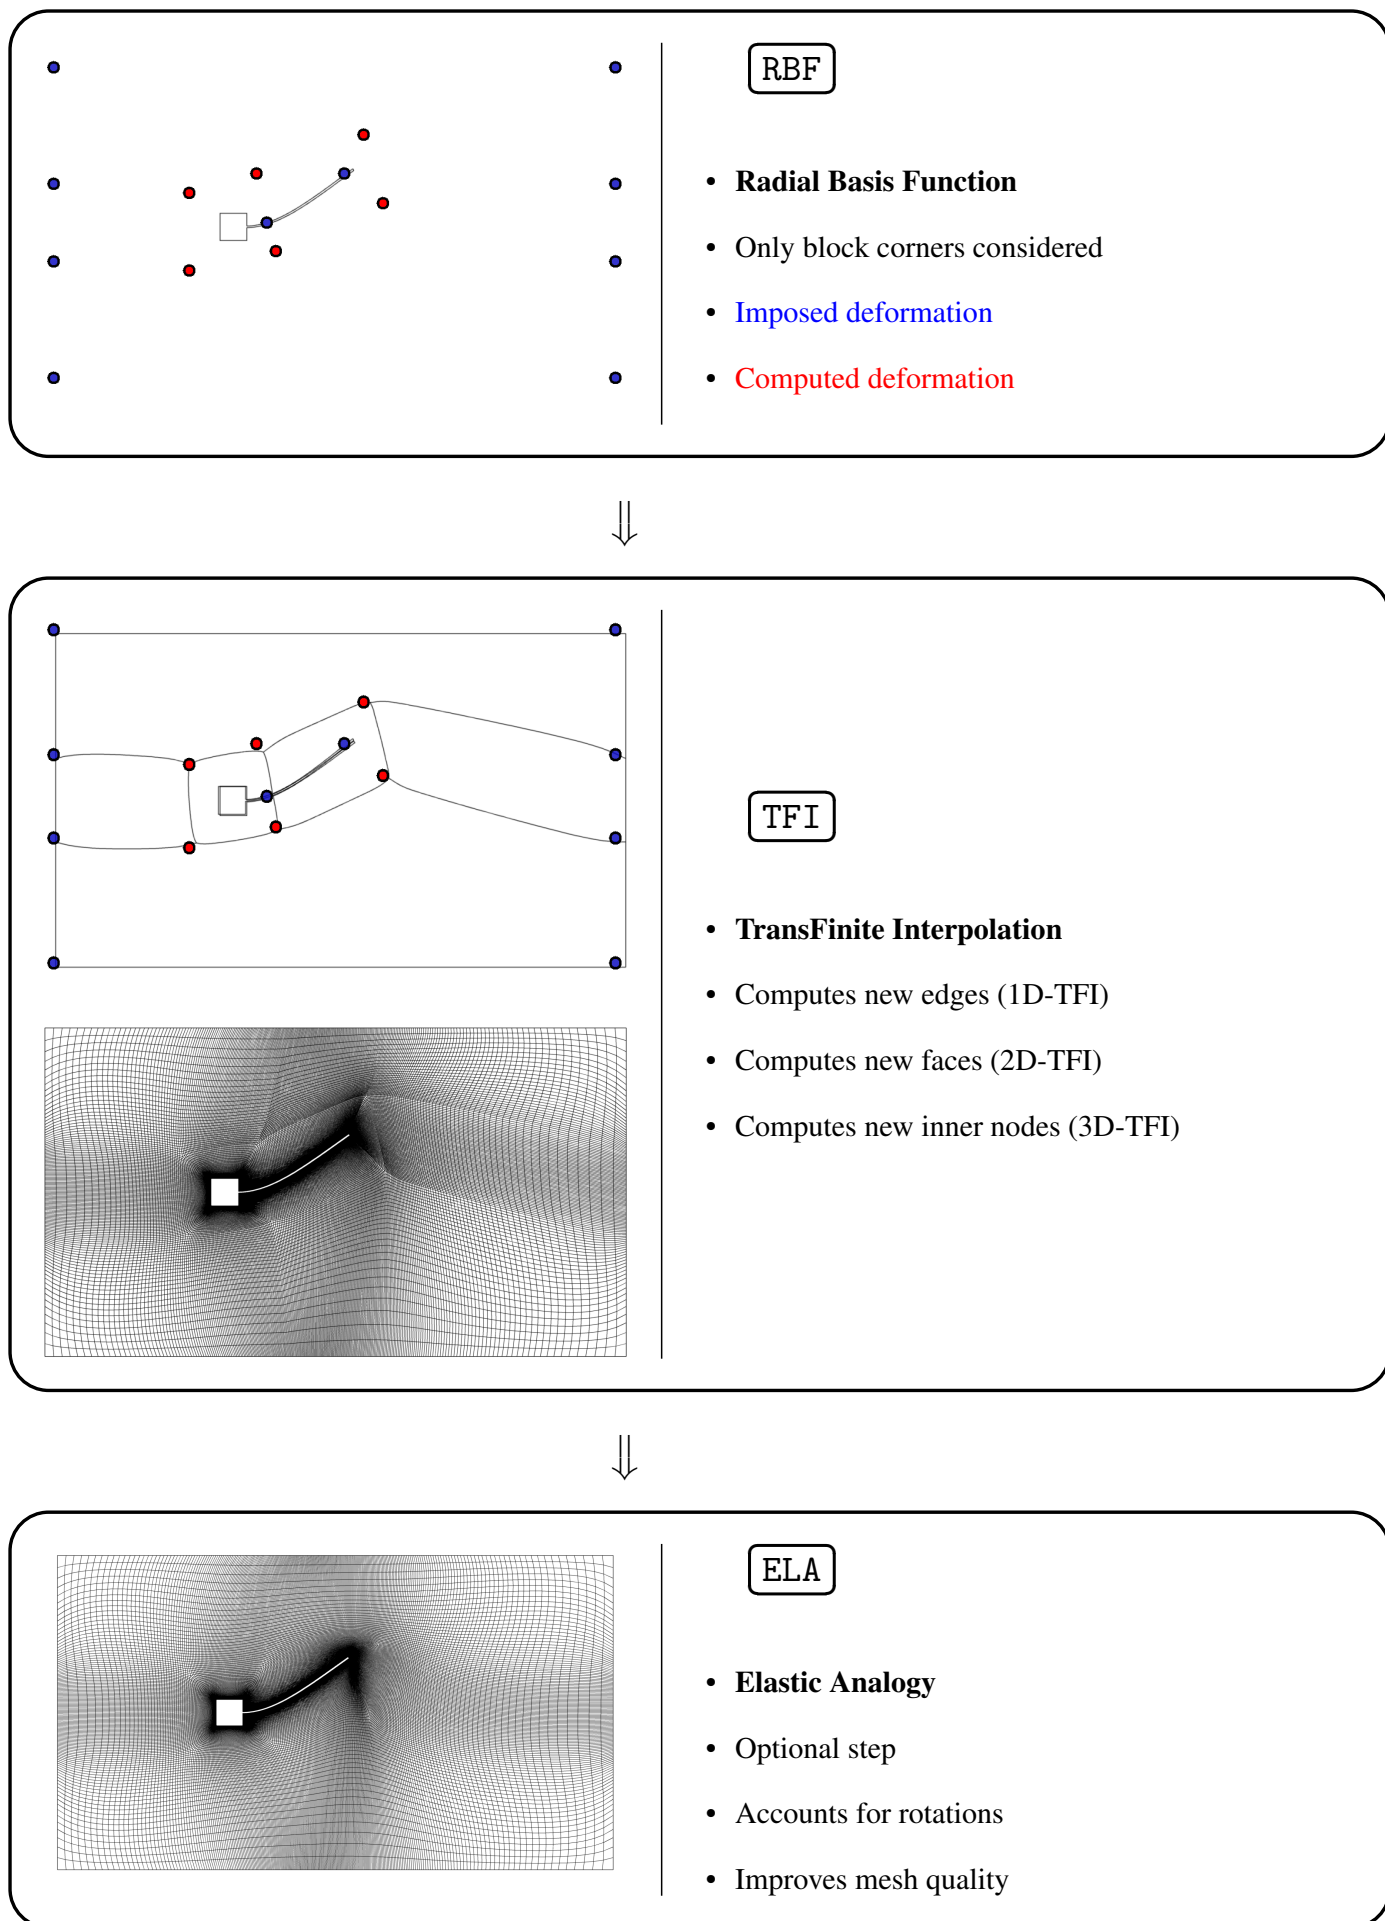 RBF
• Radial Basis Function
• Only block corners considered
• Imposed deformation
• Computed deformation
⇓
TFI
• TransFinite Interpolation
• Computes new edges (1D-TFI)
• Computes new faces (2D-TFI)
• Computes new inner nodes (3D-TFI)
⇓
ELA
• Elastic Analogy
• Optional step
• Accounts for rotations
• Improves mesh quality